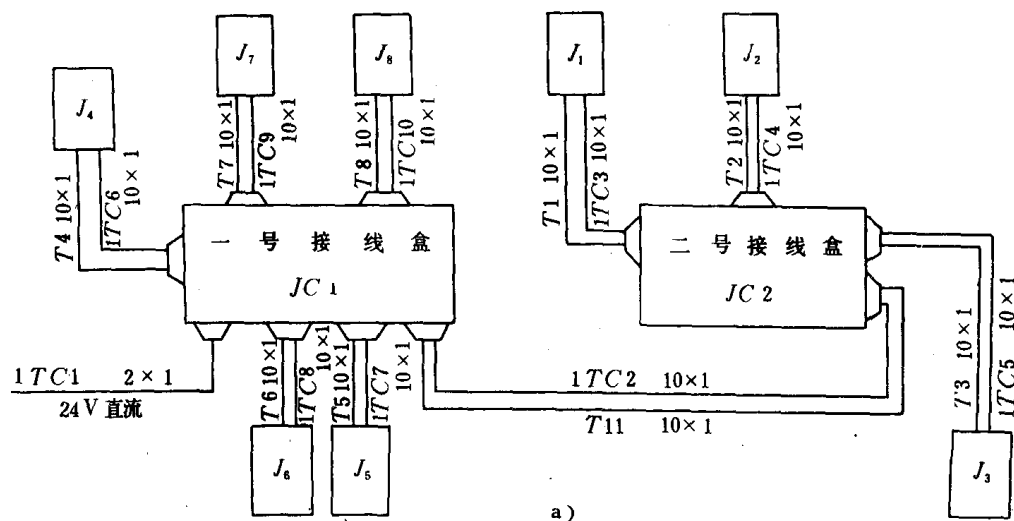 J7
J8
J1
J2
J4
T7 10×1
1TC9
10×1
T8 10×1
1TC10
10×1
T1 10×1
1TC3 10×1
T2 10×1
1TC4
10×1
T4 10×1
1TC6
10×1
一号接线盒
JC1
二号接线盒
JC2
1TC1 2×1
24V直流
T6 10×1
1TC8
10×1
T5 10×1
1TC7
10×1
1TC2 10×1
T11 10×1
T3 10×1
1TC5 10×1
J6
J5
J3
a)